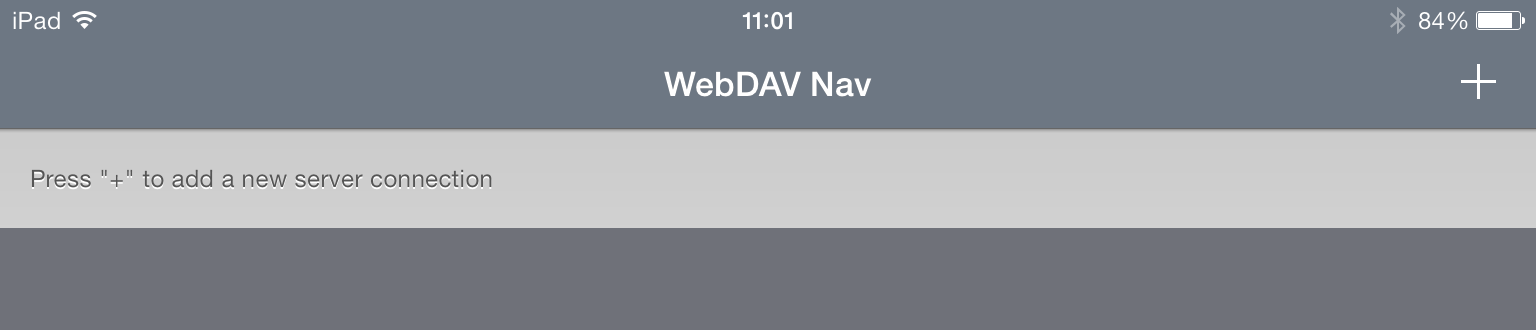 iPad 11:01 84%
WebDAV Nav
Press "+" to add a new server connection